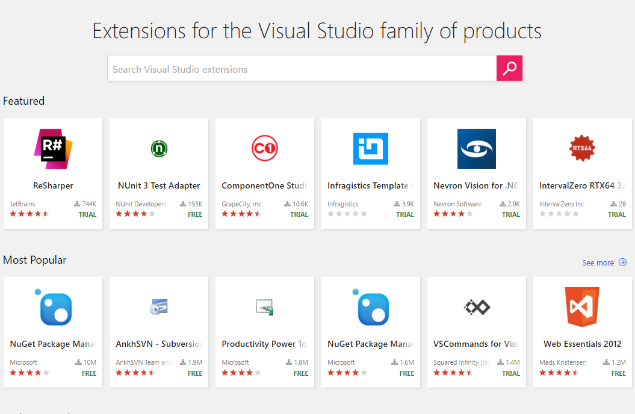 Extensions for the Visual Studio family of products
Search Visual Studio extensions
Featured
R#
n
C1
RTX64
ReSharper
NUnit 3 Test Adapter
ComponentOne Studi
Infragistics Template
Nevron Vision for .NE
IntervalZero RTX64 3.
JetBrains 744K
NUnit Developers 193K
GrapeCity, inc 10.6K
Infragistics 3.9K
Nevron Software 2.9K
IntervalZero Inc 28
TRIAL
FREE
TRIAL
TRIAL
TRIAL
TRIAL
Most Popular
See more
NuGet Package Mana
AnkhSVN - Subversion
Productivity Power To
NuGet Package Mana
VSCommands for Visu
Web Essentials 2012
Microsoft 10M
AnkhSVN Team and 1.9M
Microsoft 1.8M
Microsoft 1.6M
Squared Infinity 1.4M
Mads Kristensen 1.2M
FREE
FREE
FREE
FREE
TRIAL
FREE